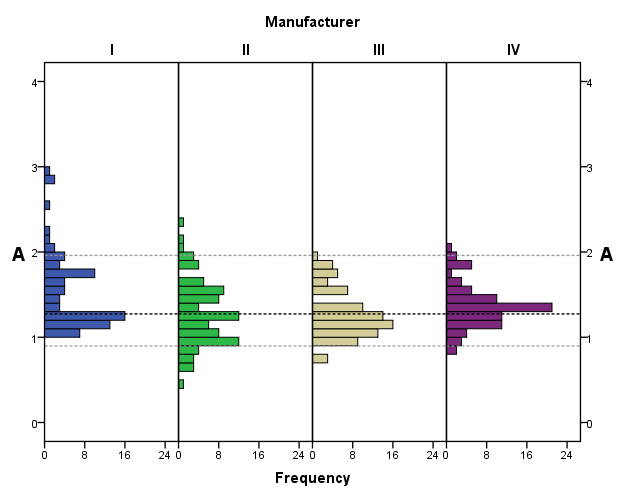 Manufacturer
I II III IV
4 4
3 3
A 2 2 A
1 1
0 0
0 8 16 24 0 8 16 24 0 8 16 24 0 8 16 24
Frequency